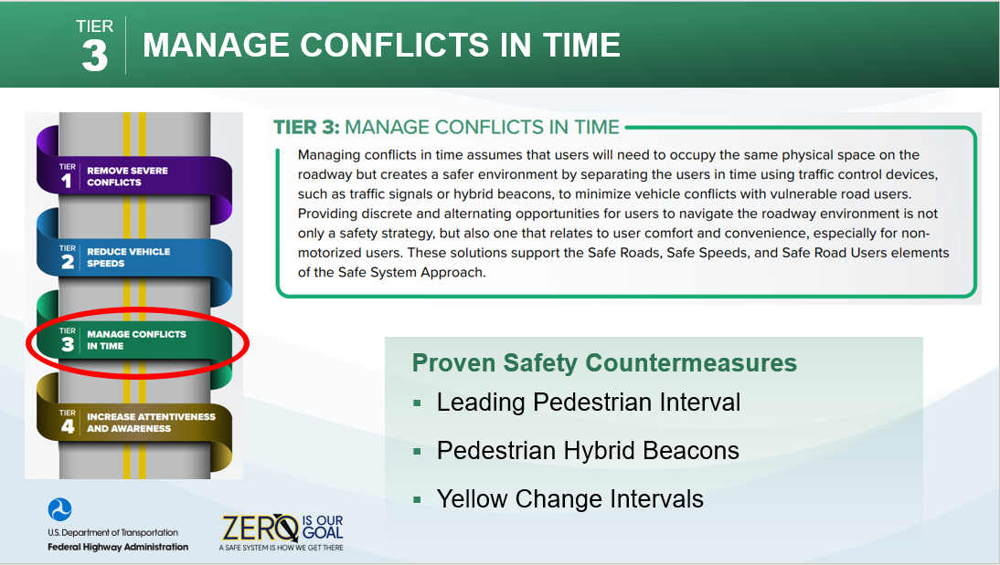 TIER
3
MANAGE CONFLICTS IN TIME
TIER
1
REMOVE SEVERE
CONFLICTS
TIER
2
REDUCE VEHICLE
SPEEDS
TIER
3
MANAGE CONFLICTS
IN TIME
TIER
4
INCREASE ATTENTIVENESS
AND AWARENESS
TIER 3: MANAGE CONFLICTS IN TIME
Managing conflicts in time assumes that users will need to occupy the same physical space on the
roadway but creates a safer environment by separating the users in time using traffic control devices,
such as traffic signals or hybrid beacons, to minimize vehicle conflicts with vulnerable road users.
Providing discrete and alternating opportunities for users to navigate the roadway environment is not
only a safety strategy, but also one that relates to user comfort and convenience, especially for non-
motorized users. These solutions support the Safe Roads, Safe Speeds, and Safe Road Users elements
of the Safe System Approach.
Proven Safety Countermeasures
▪ Leading Pedestrian Interval
▪ Pedestrian Hybrid Beacons
▪ Yellow Change Intervals
U.S. Department of Transportation
Federal Highway Administration
ZERO IS OUR
GOAL
A SAFE SYSTEM IS HOW WE GET THERE